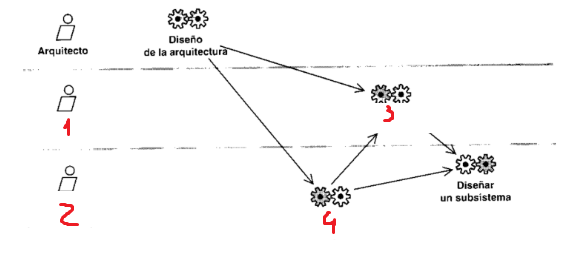 Arquitecto
Diseño
de la arquitectura
1
3
2
4
Diseñar
un subsistema